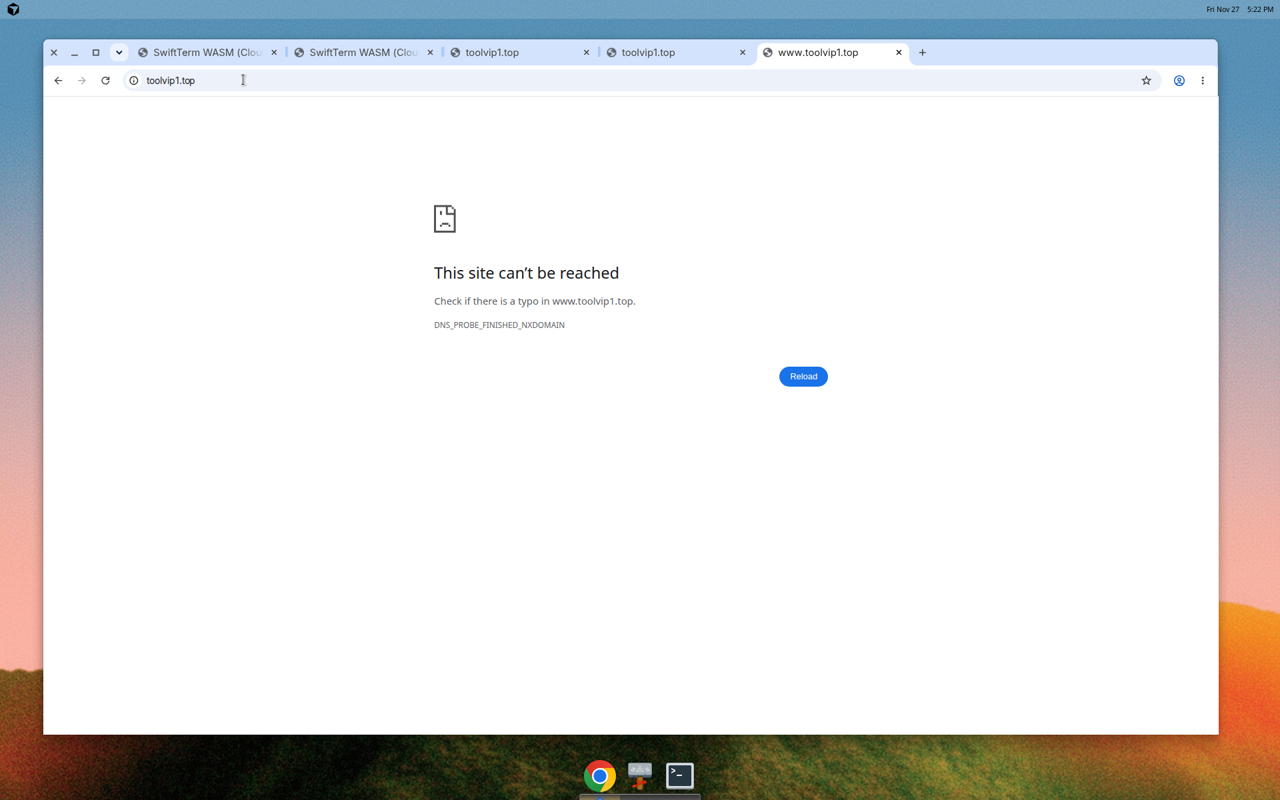 Fri Nov 27 5:22 PM
SwiftTerm WASM (Clou
SwiftTerm WASM (Clou
toolvip1.top
toolvip1.top
www.toolvip1.top
toolvip1.top
This site can’t be reached
Check if there is a typo in www.toolvip1.top.
DNS_PROBE_FINISHED_NXDOMAIN
Reload
>_